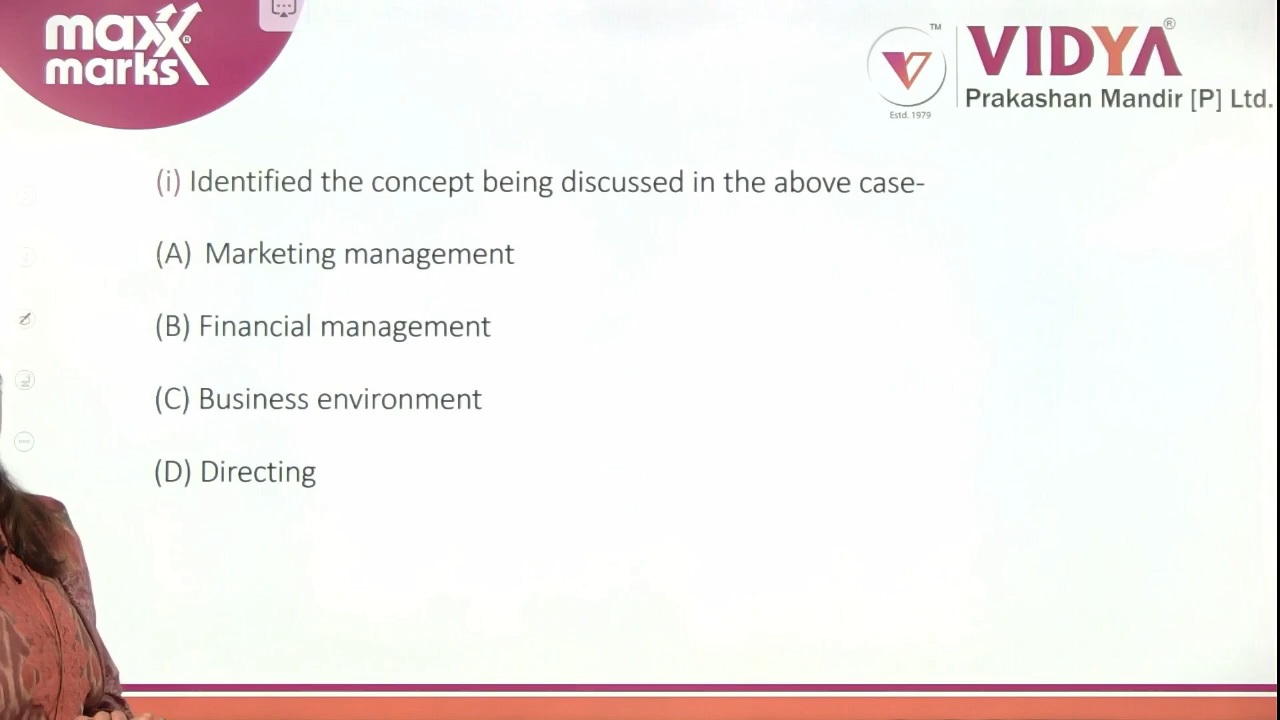 maxx
marks®
TM
VIDYA®
Prakashan Mandir [P] Ltd.
Estd. 1979
(i) Identified the concept being discussed in the above case-
(A) Marketing management
(B) Financial management
(C) Business environment
(D) Directing